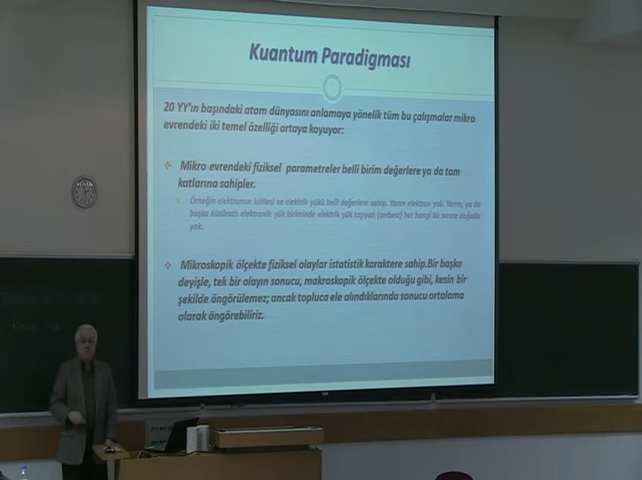 Kuantum Paradigması
20 YY'ın başındaki atom dünyasını anlamaya yönelik tüm bu çalışmalar mikro
evrendeki iki temel özelliği ortaya koyuyor:
Mikro evrendeki fiziksel parametreler belli birim değerlere ya da tam
katlarına sahipler.
Örneğin elektronun kütlesi ve elektrik yükü belli değerlere sahip. Yarım elektron yok. Yarım, ya da
başka küsüratlı elektronik yük biriminde elektrik yük taşıyan (serbest) her hangi bir nesne doğada
yok.
Mikroskopik ölçekte fiziksel olaylar istatistik karaktere sahip.Bir başka
deyişle, tek bir olayın sonucu, makroskopik ölçekte olduğu gibi, kesin bir
şekilde öngörülemez; ancak topluca ele alındıklarında sonucu ortalama
olarak öngörebiliriz.